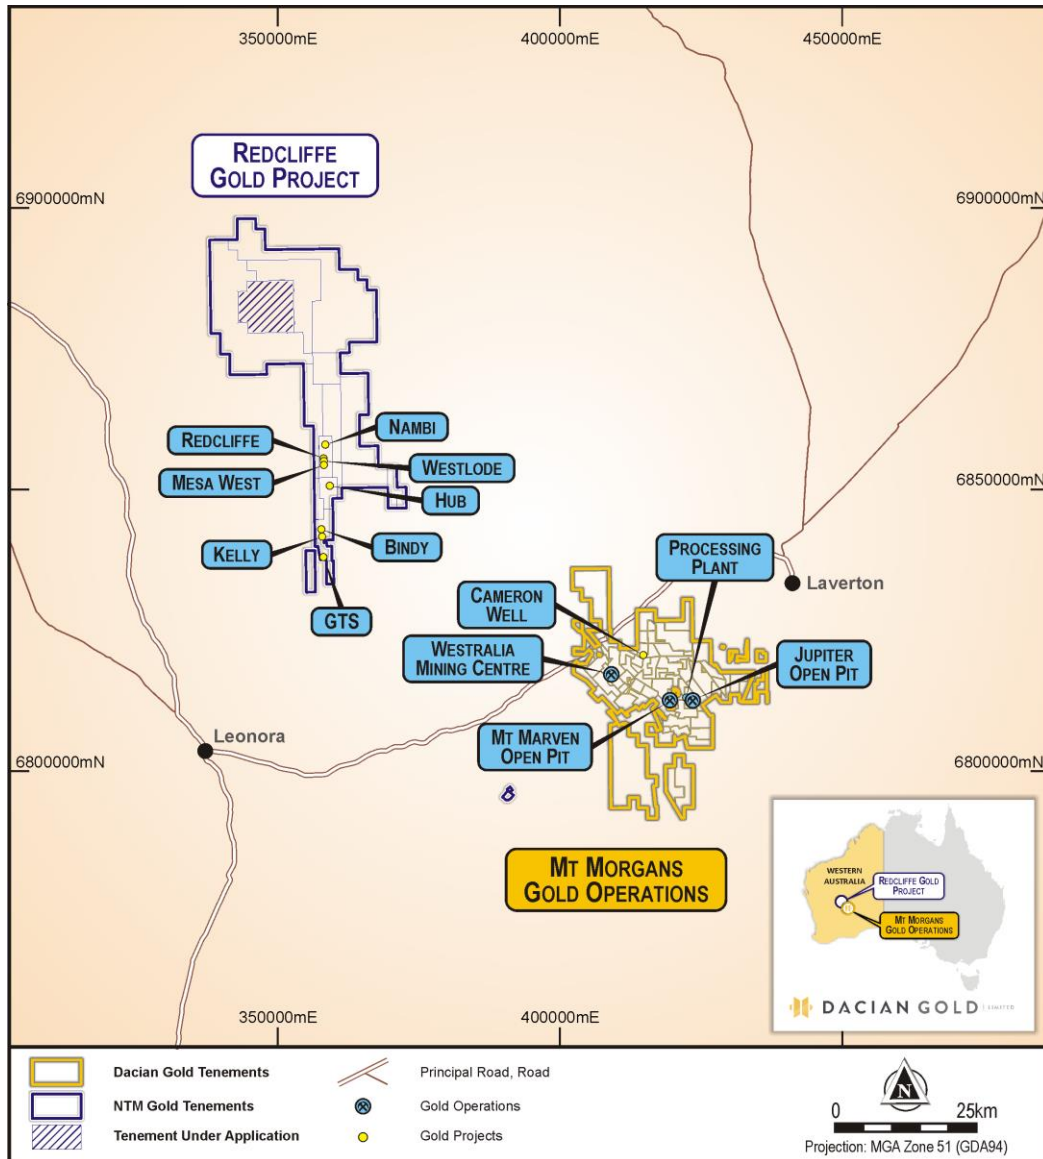 350000mE
400000mE
450000mE
REDCLIFFE
GOLD PROJECT
6900000mN
6900000mN
NAMBI
REDCLIFFE
WESTLODE
MESA WEST
HUB
6850000mN
KELLY
BINDY
PROCESSING
PLANT
Laverton
CAMERON
WELL
GTS
WESTRALIA
MINING CENTRE
JUPITER
OPEN PIT
MT MARVEN
OPEN PIT
Leonora
6800000mN
6800000mN
MT MORGANS
GOLD OPERATIONS
WESTERN
AUSTRALIA
REDCLIFFE GOLD
PROJECT
MT MORGANS
GOLD OPERATIONS
DACIAN GOLD LIMITED
350000mE
400000mE
Dacian Gold Tenements
Principal Road, Road
NTM Gold Tenements
Gold Operations
Tenement Under Application
Gold Projects
N
0 25km
Projection: MGA Zone 51 (GDA94)